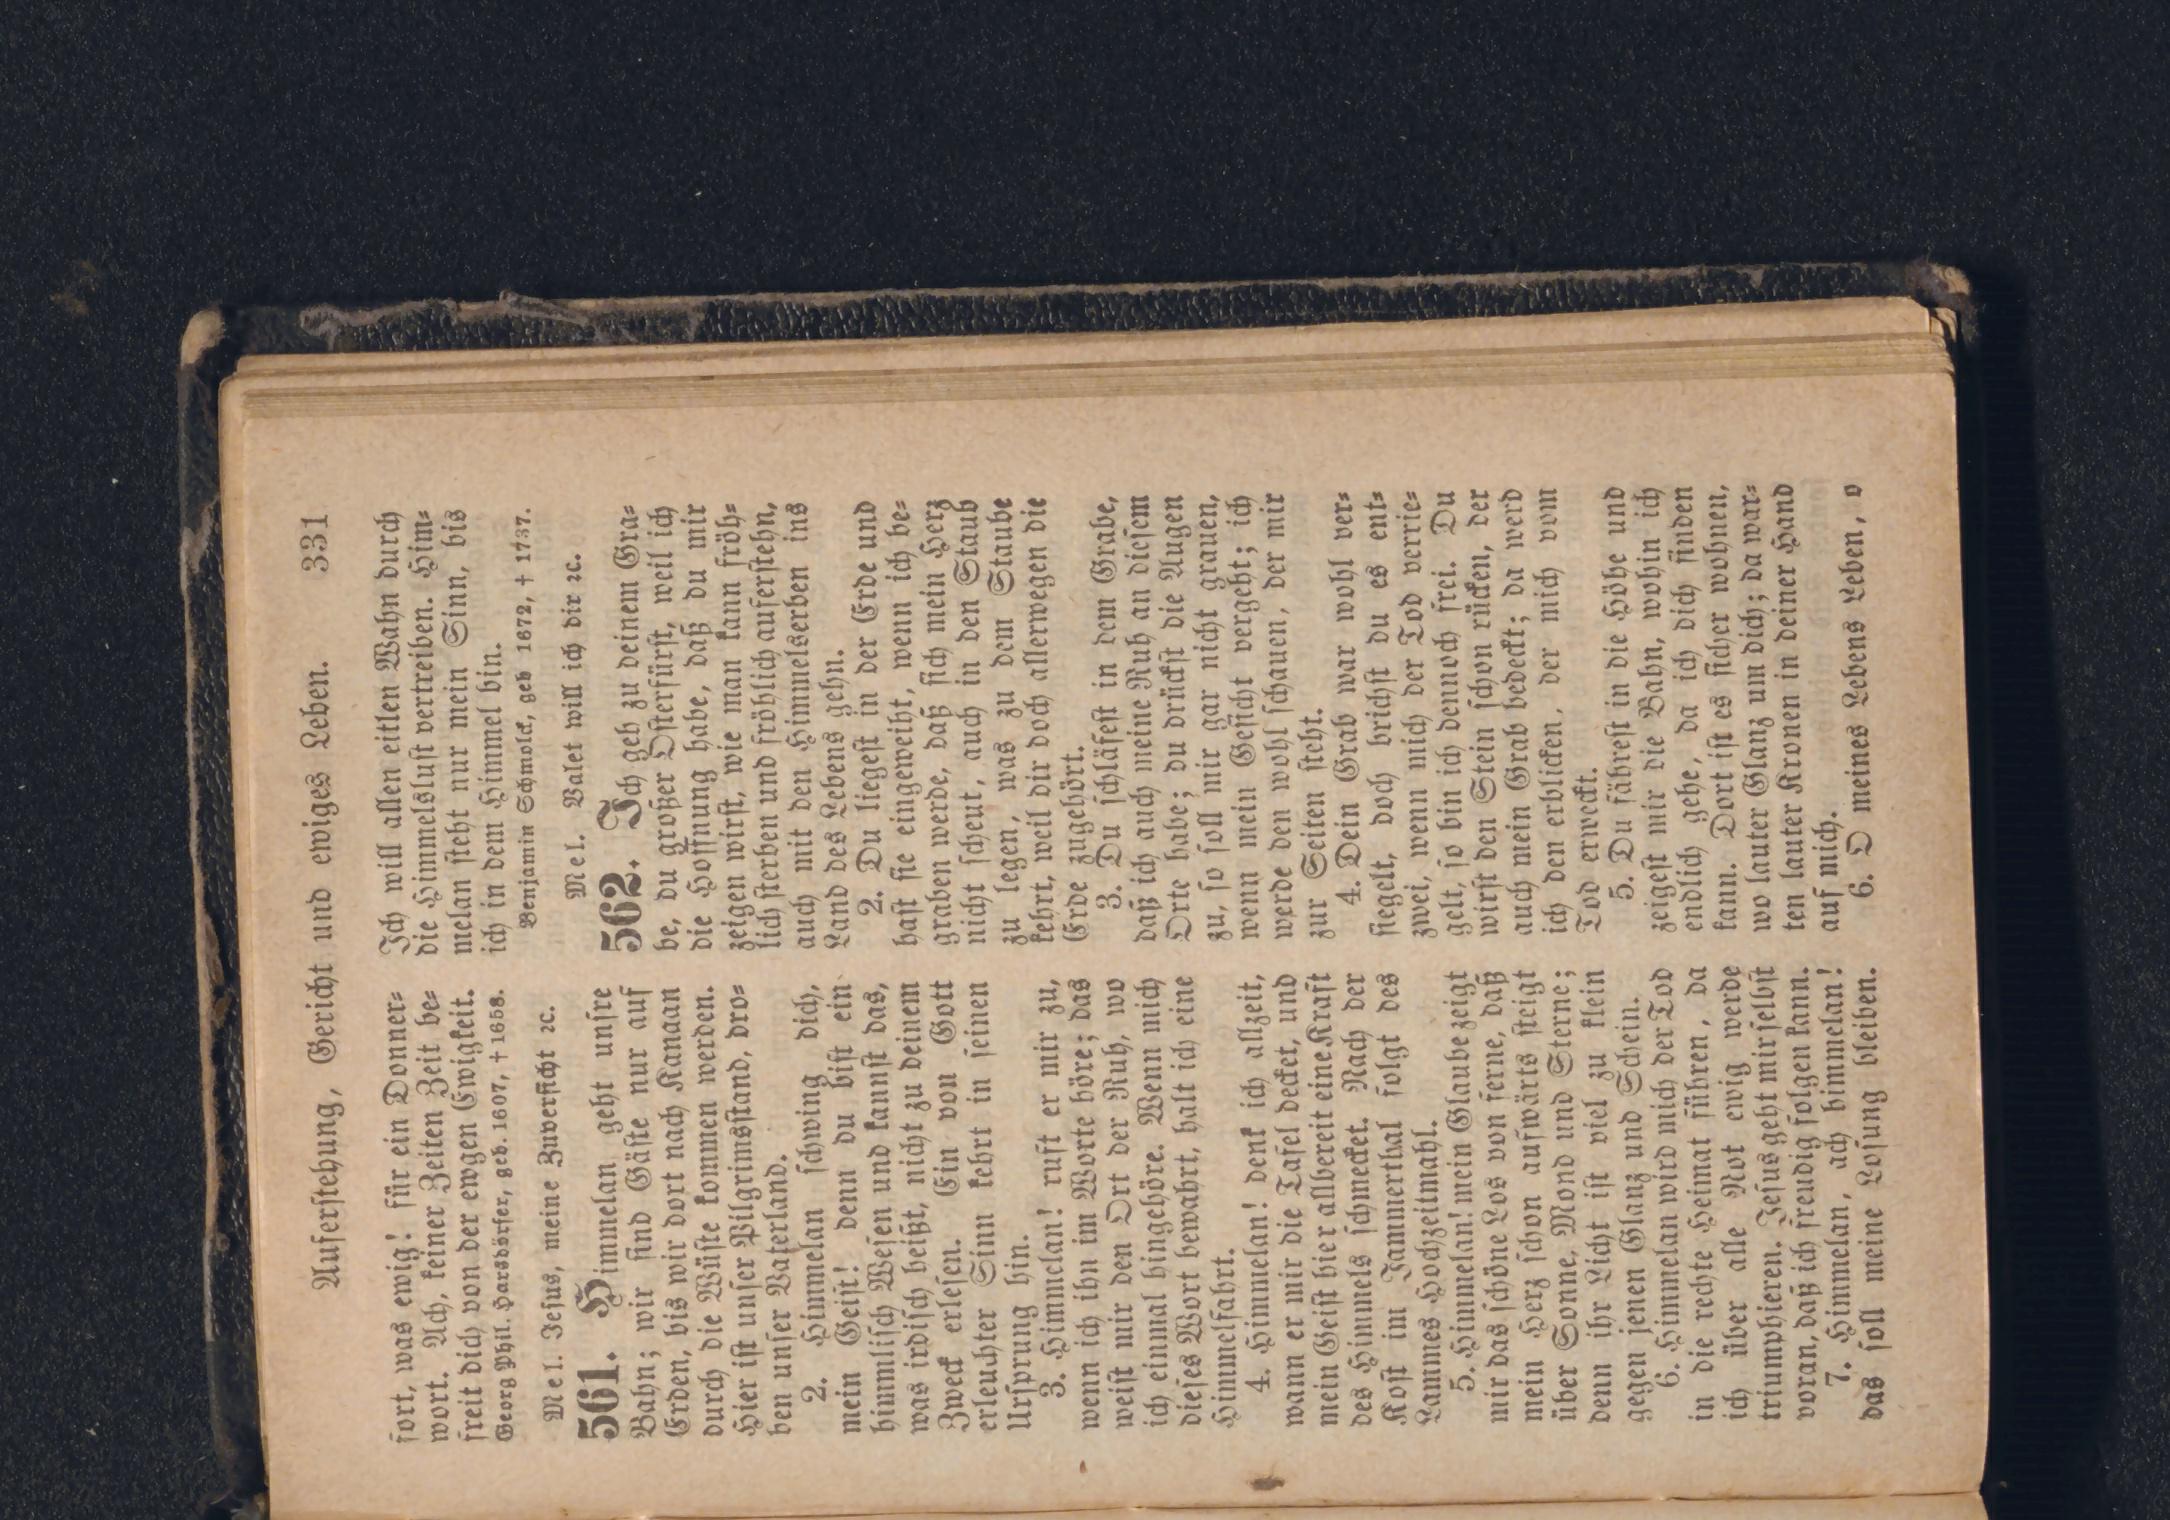 Auferstehung, Gericht und ewiges Leben. 331
fort, was ewig! für ein Donner-
wort. Ach, keiner Zeiten Zeit be-
freit dich von der ewgen Ewigkeit.
Georg Phil. Harsdörfer, geb. 1607, † 1658.
Mel. Jesus, meine Zuversicht ꝛc.
561. Himmelan geht unsre
Bahn; wir sind Gäste nur auf
Erden, bis wir dort nach Kanaan
durch die Wüste kommen werden.
Hier ist unser Pilgrimsstand, dro-
ben unser Vaterland.
2. Himmelan schwing dich,
mein Geist! denn du bist ein
himmlisch Wesen und kannst das,
was irdisch heißt, nicht zu deinem
Zweck erlesen. Ein von Gott
erleuchter Sinn kehrt in seinen
Ursprung hin.
3. Himmelan! ruft er mir zu,
wenn ich ihn im Worte höre; das
weist mir den Ort der Ruh, wo
ich einmal hingehöre. Wenn mich
dieses Wort bewahrt, halt ich eine
Himmelfahrt.
4. Himmelan! denk ich allzeit,
wann er mir die Tafel decket, und
mein Geist hier allbereit eine Kraft
des Himmels schmecket. Nach der
Kost im Jammerthal folgt des
Lammes Hochzeitmahl.
5. Himmelan! mein Glaube zeigt
mir das schöne Los von ferne, daß
mein Herz schon aufwärts steigt
über Sonne, Mond und Sterne;
denn ihr Licht ist viel zu klein
gegen jenen Glanz und Schein.
6. Himmelan wird mich der Tod
in die rechte Heimat führen, da
ich über alle Not ewig werde
triumphieren. Jesus geht mir selbst
voran, daß ich freudig folgen kann.
7. Himmelan, ach himmelan!
das soll meine Losung bleiben.
Ich will allen eitlen Wahn durch
die Himmelslust vertreiben. Him-
melan steht nur mein Sinn, bis
ich in dem Himmel bin.
Benjamin Schmolck, geb 1672, † 1737.
Mel. Valet will ich dir ꝛc.
562. Ich geh zu deinem Gra-
be, du großer Osterfürst, weil ich
die Hoffnung habe, daß du mir
zeigen wirst, wie man kann fröh-
lich sterben und fröhlich auferstehn,
auch mit den Himmelserben ins
Land des Lebens gehn.
2. Du liegest in der Erde und
hast sie eingeweiht, wenn ich be-
graben werde, daß sich mein Herz
nicht scheut, auch in den Staub
zu legen, was zu dem Staube
kehrt, weil dir doch allerwegen die
Erde zugehört.
3. Du schläfest in dem Grabe,
daß ich auch meine Ruh an diesem
Orte habe; du drückst die Augen
zu, so soll mir gar nicht grauen,
wenn mein Gesicht vergeht; ich
werde den wohl schauen, der mir
zur Seiten steht.
4. Dein Grab war wohl ver-
siegelt, doch brichst du es ent-
zwei, wenn mich der Tod verrie-
gelt, so bin ich dennoch frei. Du
wirst den Stein schon rücken, der
auch mein Grab bedeckt; da werd
ich den erblicken, der mich vom
Tod erweckt.
5. Du fährest in die Höhe und
zeigest mir die Bahn, wohin ich
endlich gehe, da ich dich finden
kann. Dort ist es sicher wohnen,
wo lauter Glanz um dich; da war-
ten lauter Kronen in deiner Hand
auf mich.
6. O meines Lebens Leben, o